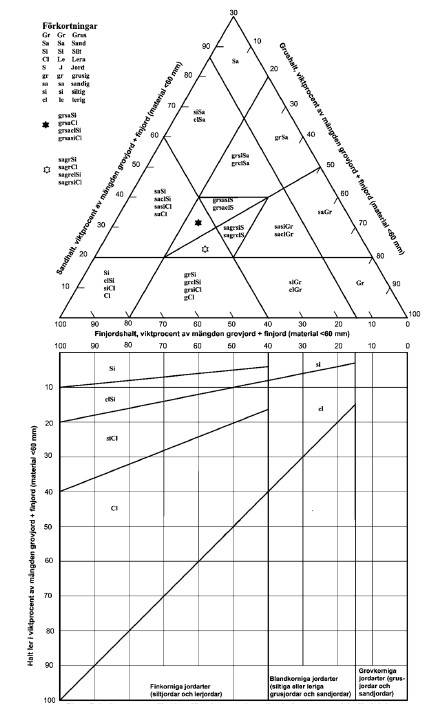 Förkortningar
Gr Gr Grus
Sa Sa Sand
Si Si Silt
Cl Le Lera
S J Jord
gr gr grusig
sa sa sandig
si si siltig
cl le lerig
grsaSi
grsaCl
grsaclSi
grsasiCl
sagrSi
sagrCl
sagrclSi
sagrsiCl
Sandhalt, viktprocent av mängden grovjord + finjord (material <60 mm)
10
20
30
40
50
60
70
80
90
30
Grushalt, viktprocent av mängden grovjord + finjord (material <60 mm)
10
20
30
40
50
60
70
80
90
100
Sa
siSa
clSa
grSa
grsiSa
grclSa
saSi
saclSi
sasiCl
saCl
grsasiS
grsaclS
sagrsiS
sagrclS
sasiGr
saclGr
saGr
Si
clSi
siCl
Cl
grSi
grclSi
grsiCl
gCl
siGr
clGr
Gr
100 90 80 70 60 50 40 30 20 10 0
Finjordshalt, viktprocent av mängden grovjord + finjord (material <60 mm)
100 90 80 70 60 50 40 30 20 10 0
Halt ler i viktprocent av mängden grovjord + finjord (material <60 mm)
10
20
30
40
50
60
70
80
90
100
Si
clSi
siCl
Cl
si
cl
Finkorniga jordarter
(siltjordar och lerjordar)
Blandkorniga jordarter
(siltiga eller leriga
grusjordar och sandjordar)
Grovkorniga
jordarter (grus-
jordar och
sandjordar)